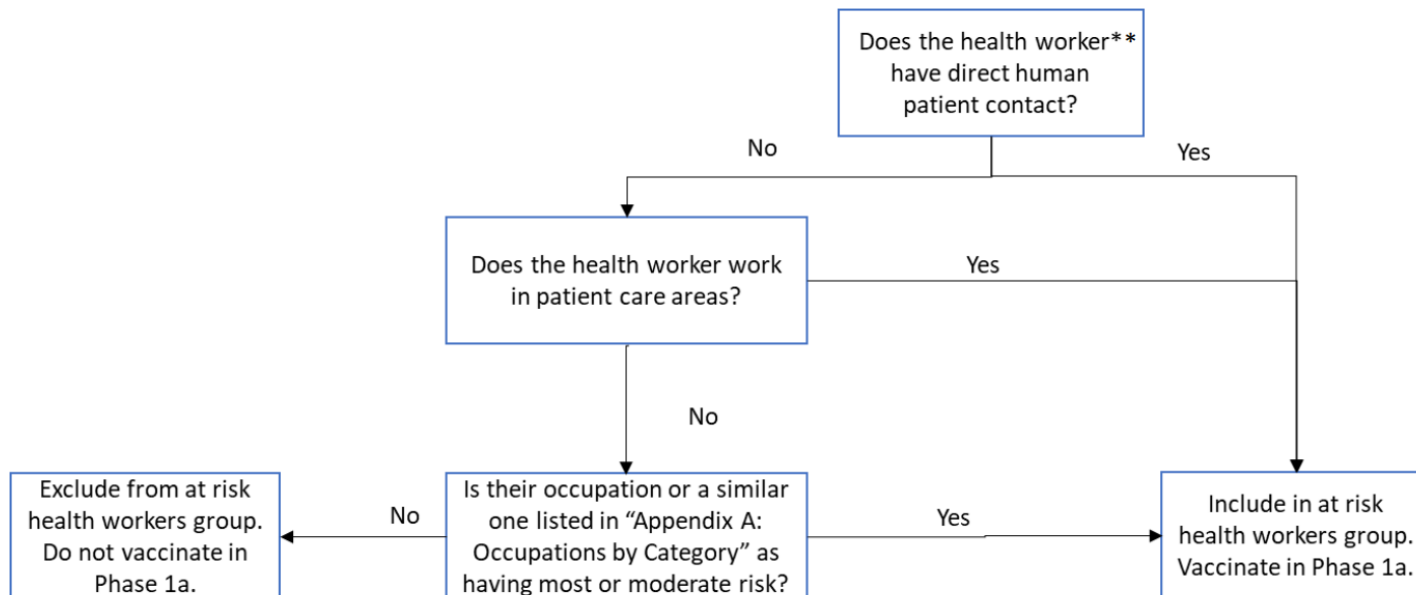 Does the health worker**
have direct human
patient contact?
No
Yes
Does the health worker work
in patient care areas?
Yes
No
Exclude from at risk
health workers group.
Do not vaccinate in
Phase 1a.
No
Is their occupation or a similar
one listed in “Appendix A:
Occupations by Category” as
having most or moderate risk?
Yes
Include in at risk
health workers group.
Vaccinate in Phase 1a.